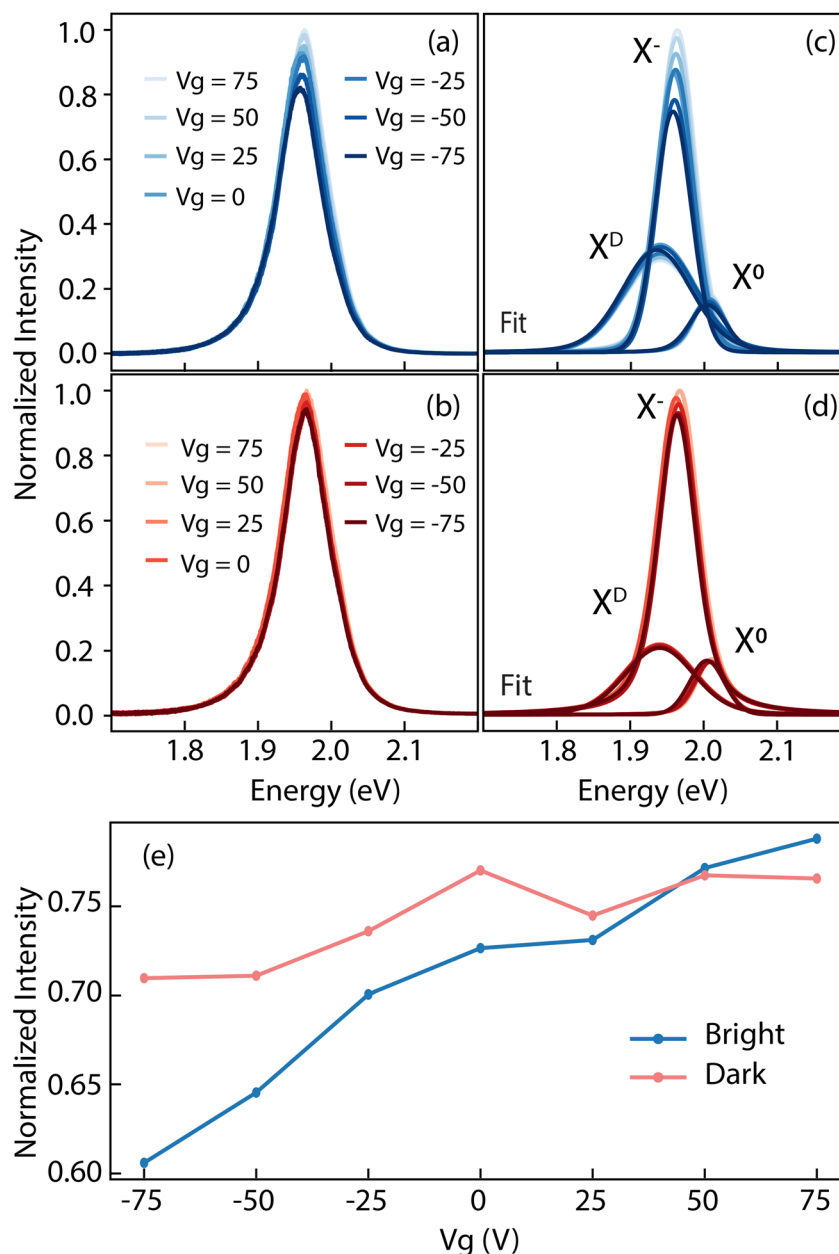 Normalized Intensity
1.0
0.8
0.6
0.4
0.2
0.0
(a)
Vg = 75
Vg = 50
Vg = 25
Vg = 0
Vg = -25
Vg = -50
Vg = -75
(c)
X⁻
Xᴰ
X⁰
Fit
1.0
0.8
0.6
0.4
0.2
0.0
(b)
Vg = 75
Vg = 50
Vg = 25
Vg = 0
Vg = -25
Vg = -50
Vg = -75
1.8 1.9 2.0 2.1
Energy (eV)
(d)
X⁻
Xᴰ
X⁰
Fit
1.8 1.9 2.0 2.1
Energy (eV)
(e)
Normalized Intensity
0.75
0.70
0.65
0.60
Bright
Dark
-75 -50 -25 0 25 50 75
Vg (V)